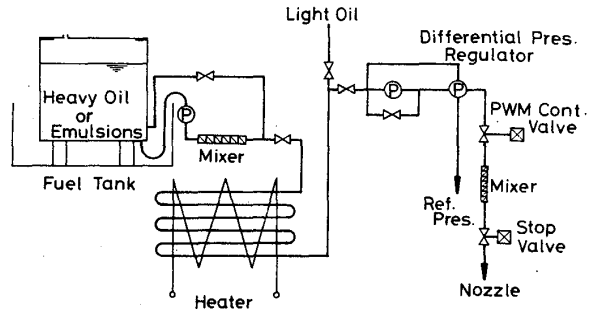 Light Oil
Differential Pres.
Regulator
Heavy Oil
or
Emulsions
P
P
P
PWM Cont.
Valve
Mixer
Fuel Tank
Mixer
Ref.
Pres.
Stop
Valve
Heater
Nozzle